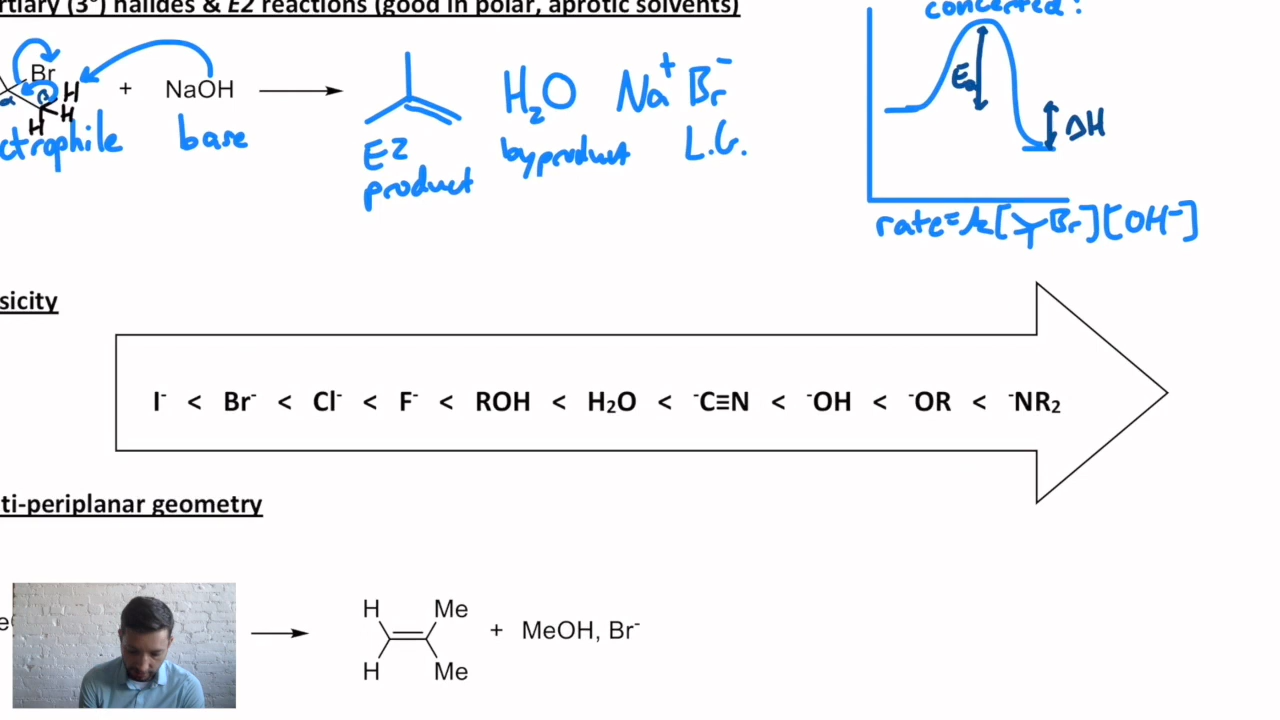 rtiary (3°) halides & E2 reactions (good in polar, aprotic solvents)
concerted!
Br
α
β
H
H
H
+
NaOH
H₂O
Na⁺ Br⁻
Eₐ
ΔH
ctrophile
base
E2
product
byproduct
L.G.
rate=k[Br][OH⁻]
sicity
I⁻ < Br⁻ < Cl⁻ < F⁻ < ROH < H₂O < ⁻C≡N < ⁻OH < ⁻OR < ⁻NR₂
ti-periplanar geometry
e
H
Me
H
Me
+ MeOH, Br⁻